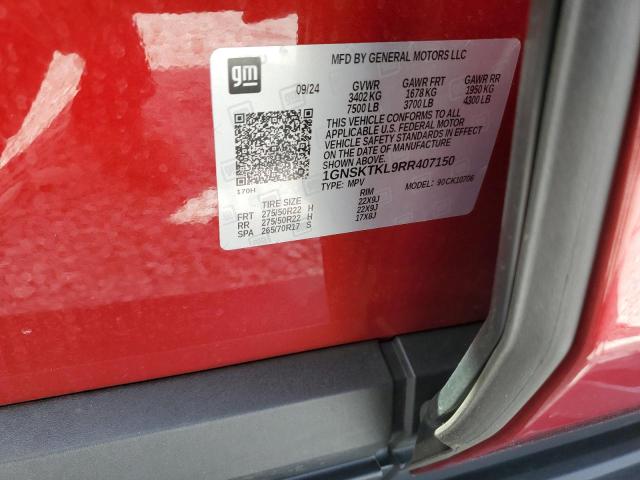 gm
MFD BY GENERAL MOTORS LLC
09/24 GVWR GAWR FRT GAWR RR
3402 KG 1678 KG 1950 KG
7500 LB 3700 LB 4300 LB
THIS VEHICLE CONFORMS TO ALL
APPLICABLE U.S. FEDERAL MOTOR
VEHICLE SAFETY STANDARDS IN EFFECT
ON THE DATE OF MANUFACTURE
SHOWN ABOVE.
1GNSKTKL9RR407150
TYPE: MPV MODEL: 90CK10706
170H
TIRE SIZE RIM
FRT 275/50R22 H 22X9J
RR 275/50R22 H 22X9J
SPA 265/70R17 S 17X8J